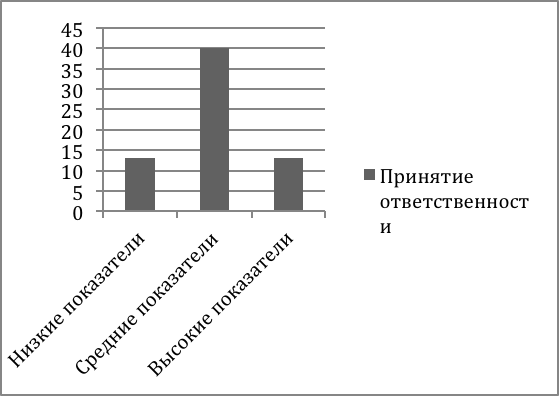 45
40
35
30
25
20
15
10
5
0
Низкие показатели
Средние показатели
Высокие показатели
Принятие
ответственност
и